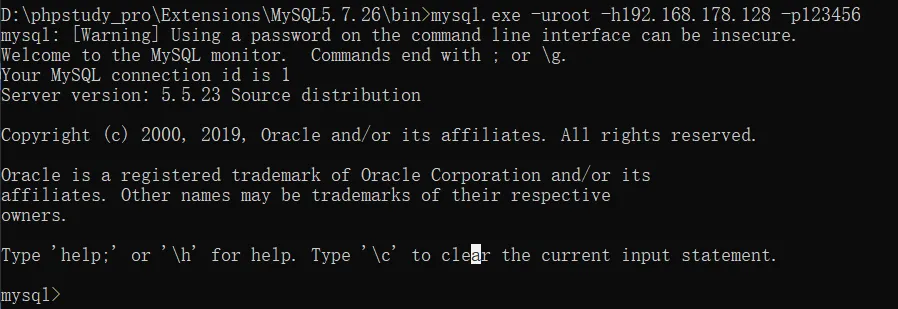 D:\phpstudy_pro\Extensions\MySQL5.7.26\bin>mysql.exe -uroot -h192.168.178.128 -p123456
mysql: [Warning] Using a password on the command line interface can be insecure.
Welcome to the MySQL monitor.  Commands end with ; or \g.
Your MySQL connection id is 1
Server version: 5.5.23 Source distribution
Copyright (c) 2000, 2019, Oracle and/or its affiliates. All rights reserved.
Oracle is a registered trademark of Oracle Corporation and/or its
affiliates. Other names may be trademarks of their respective
owners.
Type 'help;' or '\h' for help. Type '\c' to clear the current input statement.
mysql>